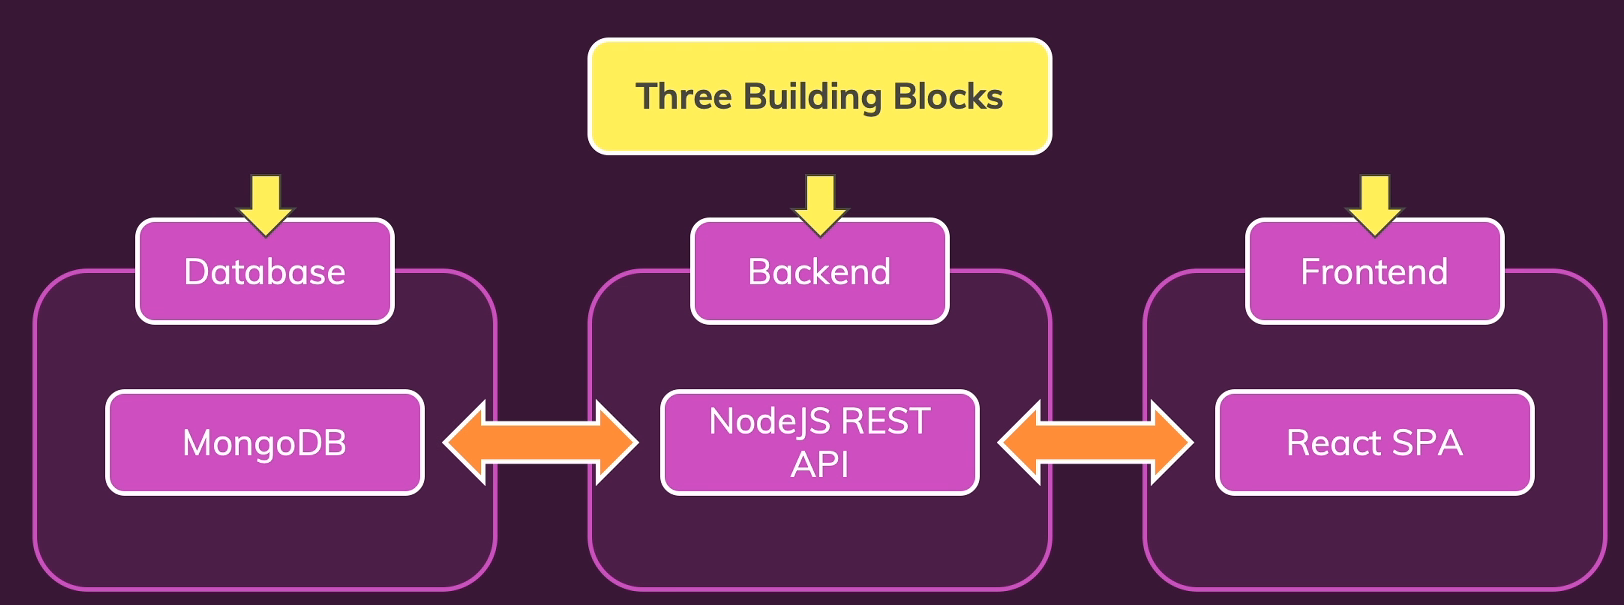 Three Building Blocks
Database
Backend
Frontend
MongoDB
NodeJS REST
API
React SPA